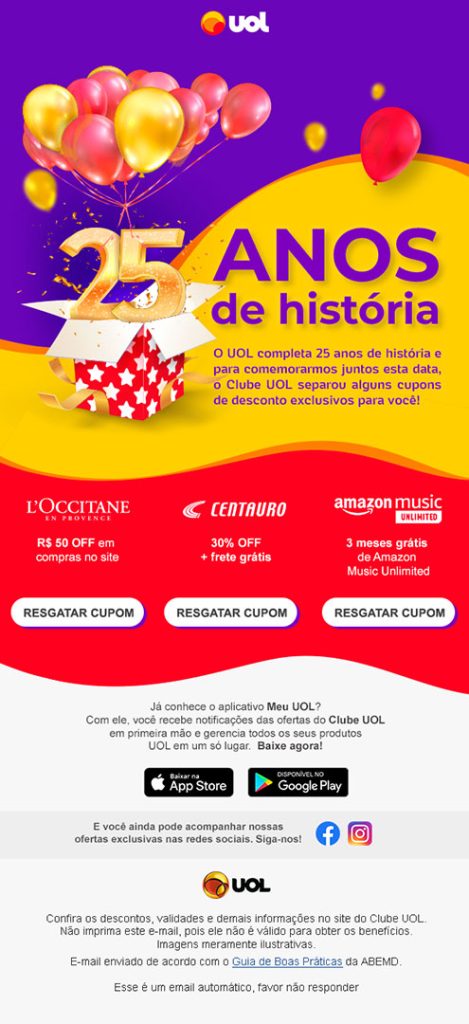 UOL
25
ANOS
de história
O UOL completa 25 anos de história e
para comemorarmos juntos esta data,
o Clube UOL separou alguns cupons
de desconto exclusivos para você!
L'OCCITANE
EN PROVENCE
R$ 50 OFF em
compras no site
RESGATAR CUPOM
CENTAURO
30% OFF
+ frete grátis
RESGATAR CUPOM
amazon music
UNLIMITED
3 meses grátis
de Amazon
Music Unlimited
RESGATAR CUPOM
Já conhece o aplicativo Meu UOL?
Com ele, você recebe notificações das ofertas do Clube UOL
em primeira mão e gerencia todos os seus produtos
UOL em um só lugar. Baixe agora!
Baixar na
App Store
DISPONÍVEL NO
Google Play
E você ainda pode acompanhar nossas
ofertas exclusivas nas redes sociais. Siga-nos!
UOL
Confira os descontos, validades e demais informações no site do Clube UOL.
Não imprima este e-mail, pois ele não é válido para obter os benefícios.
Imagens meramente ilustrativas.
E-mail enviado de acordo com o Guia de Boas Práticas da ABEMD.
Esse é um email automático, favor não responder